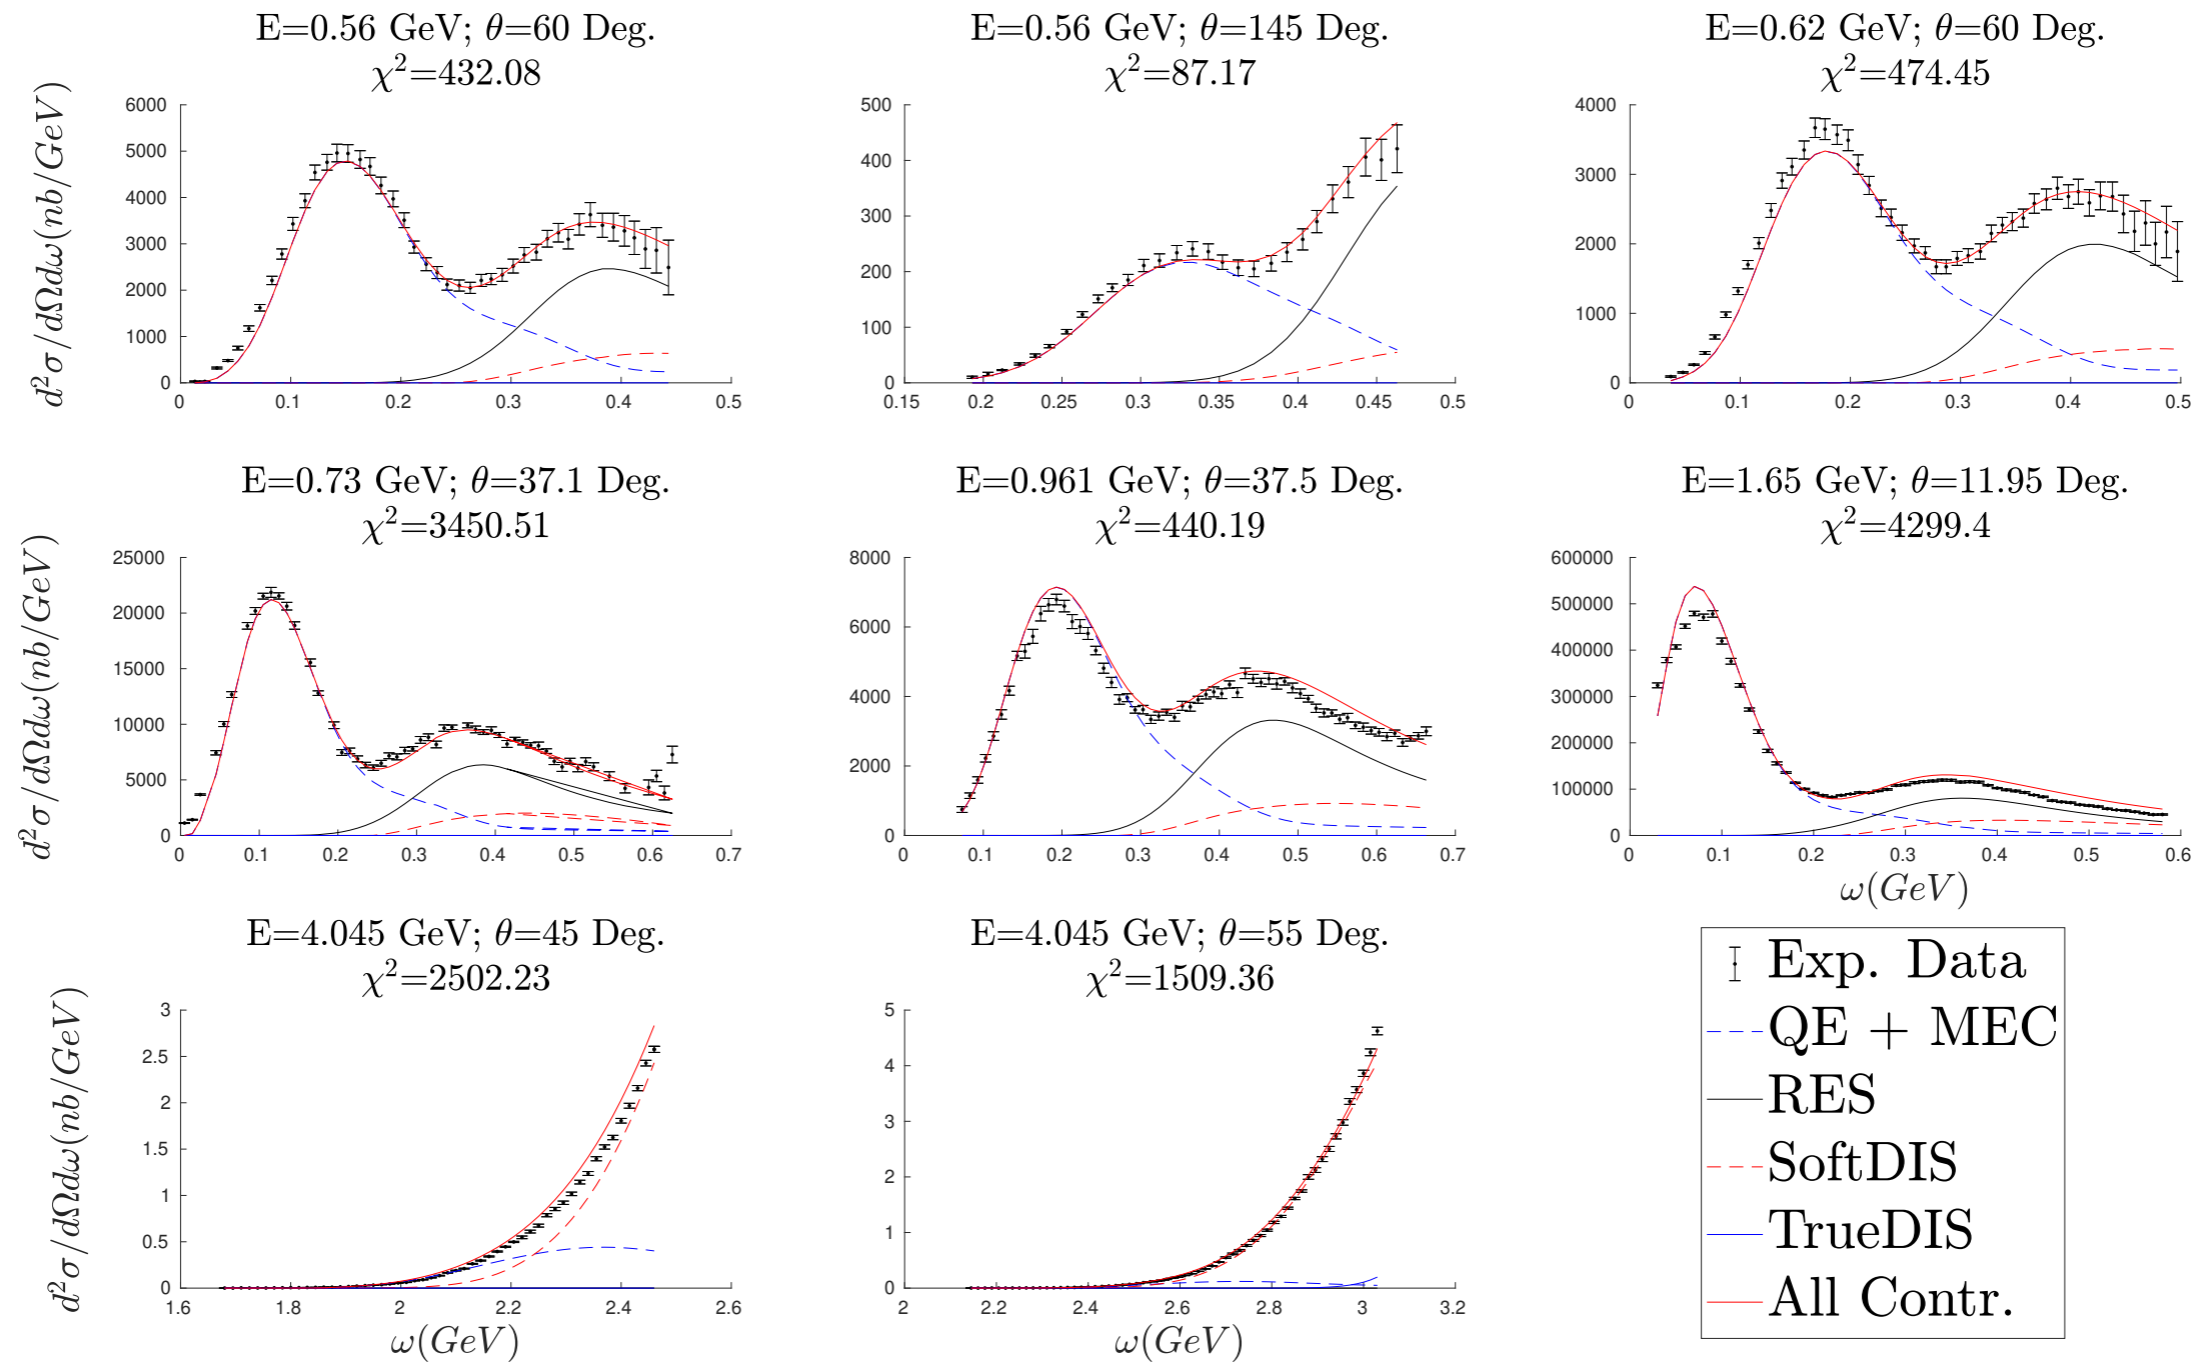 E=0.56 GeV; θ=60 Deg.
χ²=432.08
E=0.56 GeV; θ=145 Deg.
χ²=87.17
E=0.62 GeV; θ=60 Deg.
χ²=474.45
d²σ/dΩdω(nb/GeV)
6000
5000
4000
3000
2000
1000
0
0 0.1 0.2 0.3 0.4 0.5
500
400
300
200
100
0
0.15 0.2 0.25 0.3 0.35 0.4 0.45 0.5
4000
3000
2000
1000
0
0 0.1 0.2 0.3 0.4 0.5
E=0.73 GeV; θ=37.1 Deg.
χ²=3450.51
E=0.961 GeV; θ=37.5 Deg.
χ²=440.19
E=1.65 GeV; θ=11.95 Deg.
χ²=4299.4
d²σ/dΩdω(nb/GeV)
25000
20000
15000
10000
5000
0
0 0.1 0.2 0.3 0.4 0.5 0.6 0.7
8000
6000
4000
2000
0
0 0.1 0.2 0.3 0.4 0.5 0.6 0.7
600000
500000
400000
300000
200000
100000
0
0 0.1 0.2 0.3 0.4 0.5 0.6
ω(GeV)
E=4.045 GeV; θ=45 Deg.
χ²=2502.23
E=4.045 GeV; θ=55 Deg.
χ²=1509.36
d²σ/dΩdω(nb/GeV)
3
2.5
2
1.5
1
0.5
0
1.6 1.8 2 2.2 2.4 2.6
ω(GeV)
5
4
3
2
1
0
2 2.2 2.4 2.6 2.8 3 3.2
ω(GeV)
Exp. Data
QE + MEC
RES
SoftDIS
TrueDIS
All Contr.